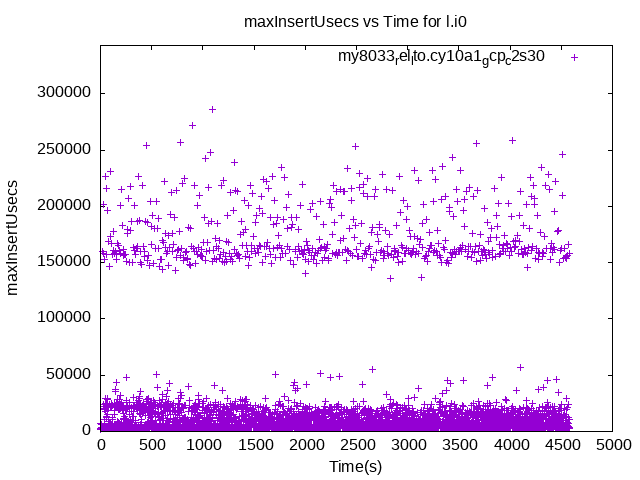 maxInsertUsecs vs Time for l.i0
my8033_rel_lto.cy10a1_gcp_c2s30
maxInsertUsecs
300000
250000
200000
150000
100000
50000
0
0 500 1000 1500 2000 2500 3000 3500 4000 4500 5000
Time(s)